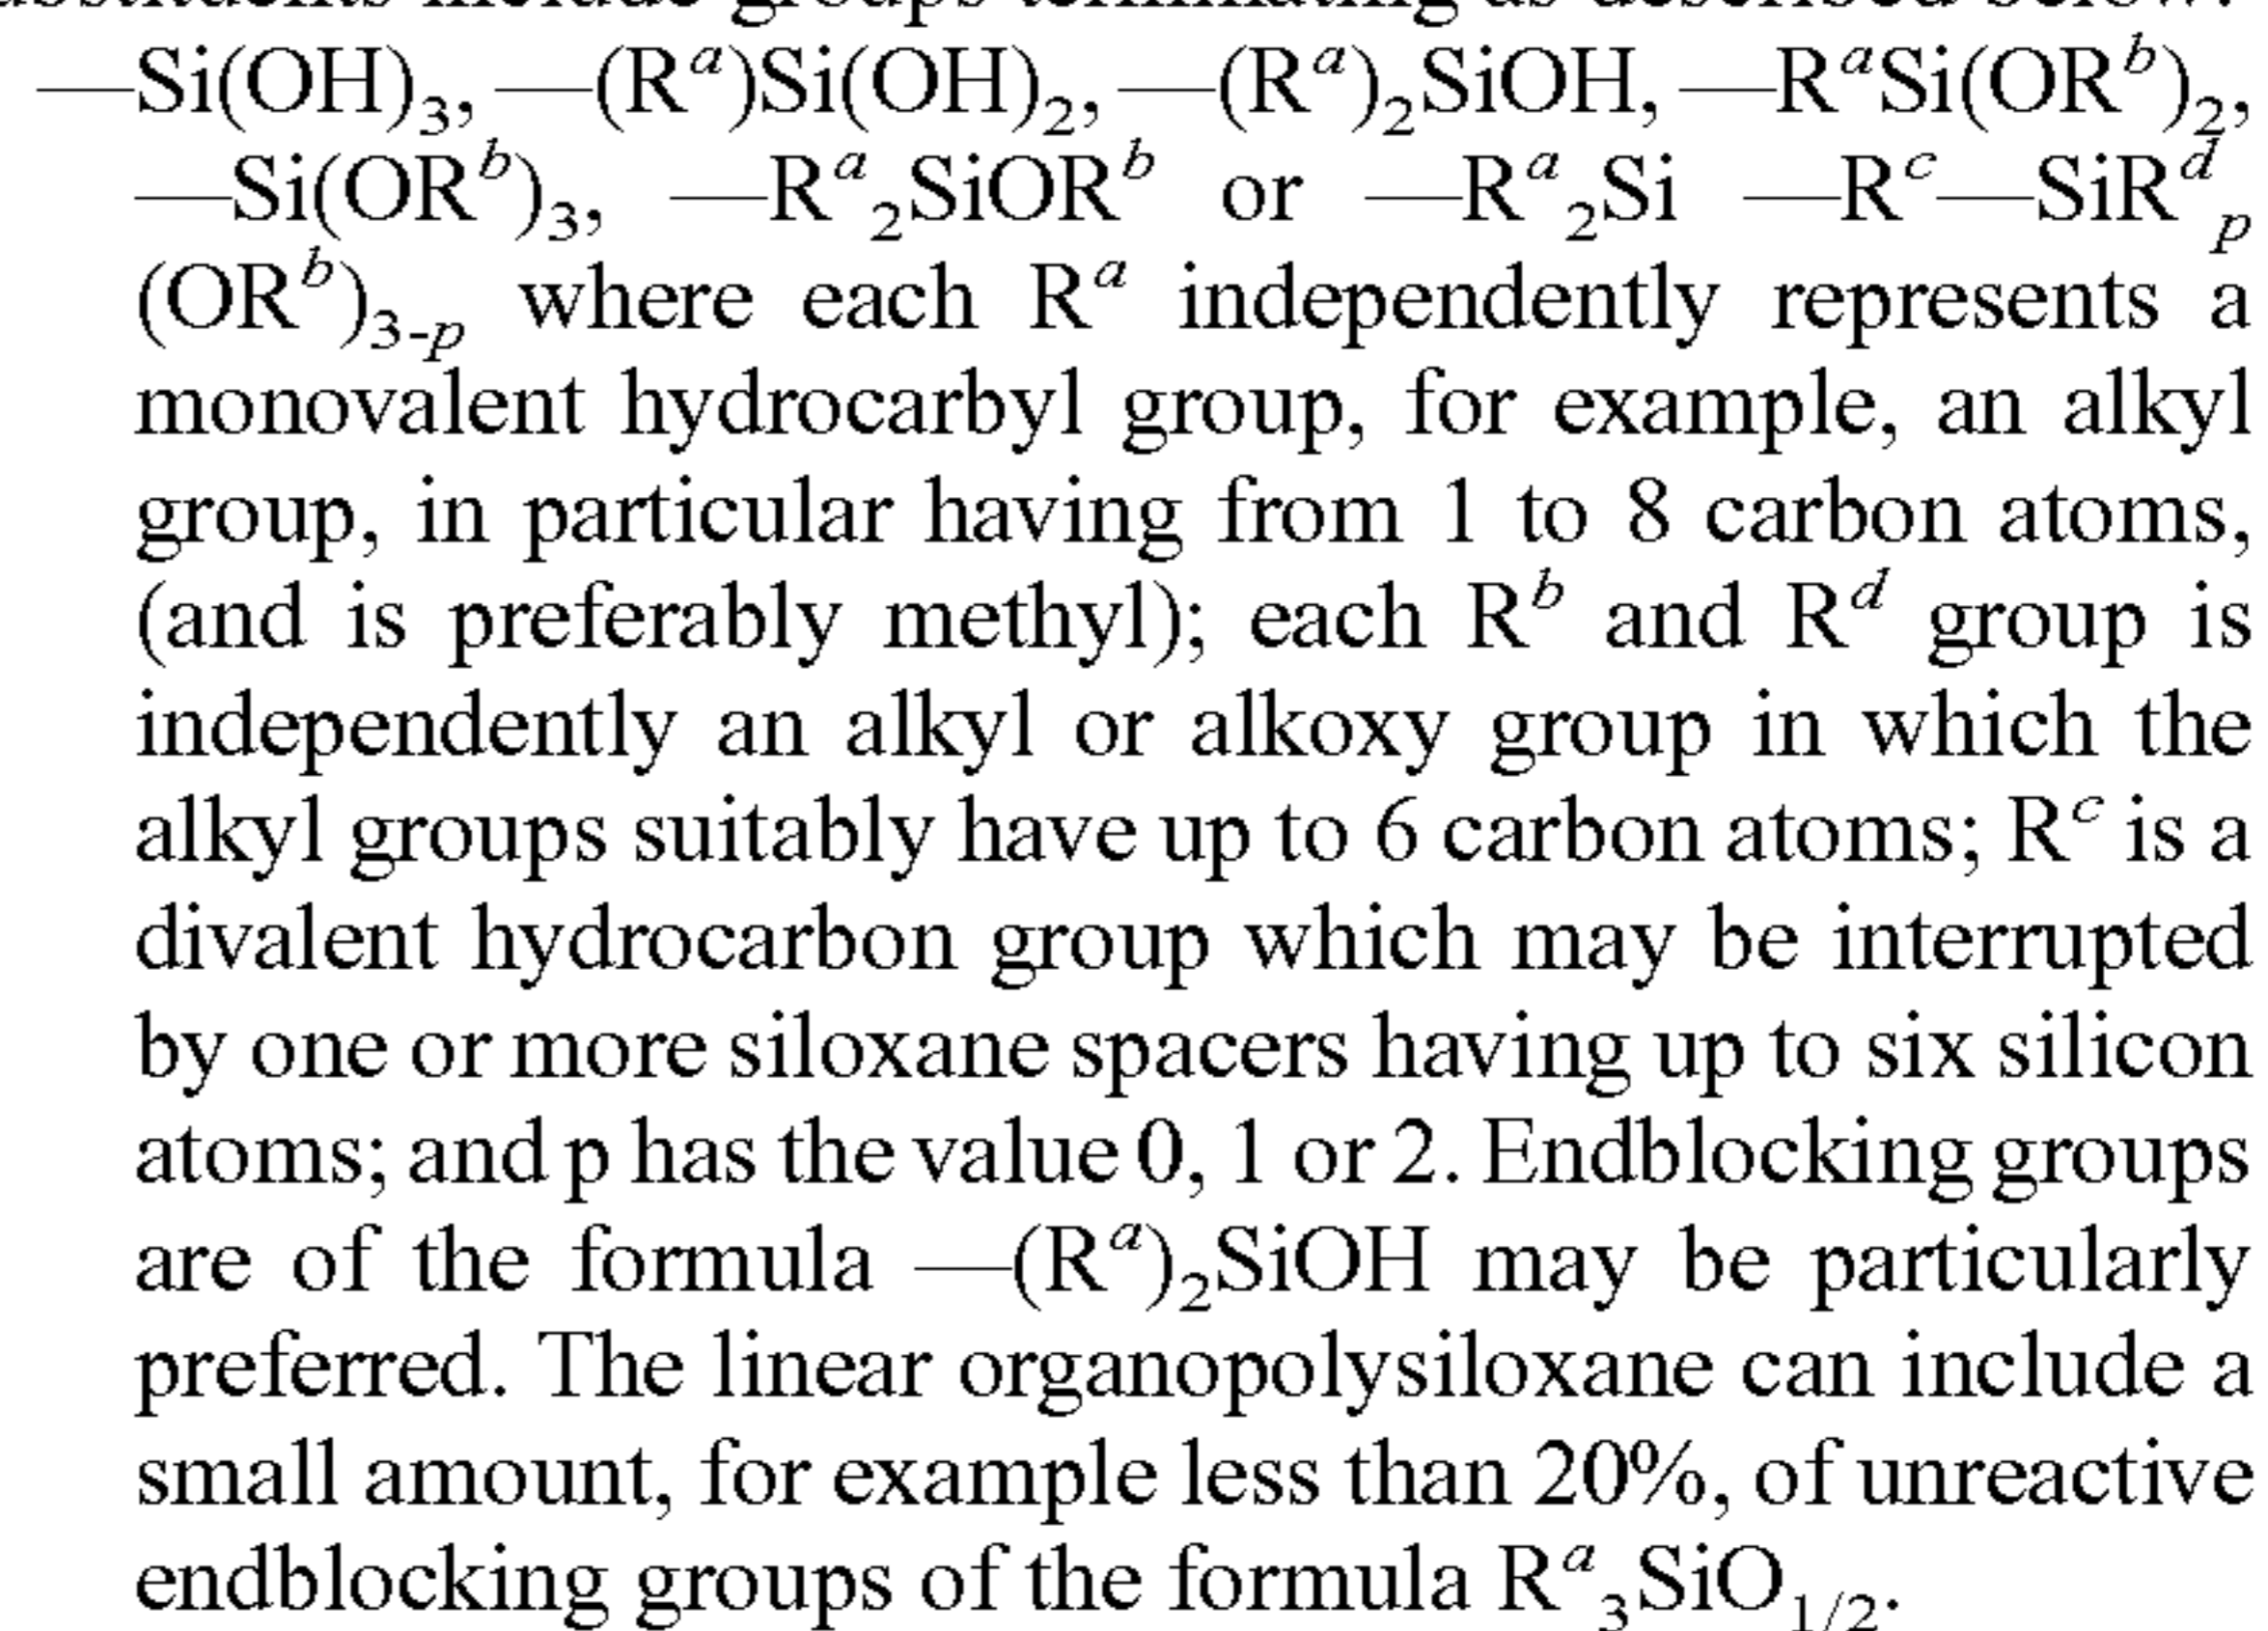 substituents include groups terminating as described below.
—Si(OH)₃, —(Rᵃ)Si(OH)₂, —(Rᵃ)₂SiOH, —RᵃSi(ORᵇ)₂,
—Si(ORᵇ)₃, —Rᵃ₂SiORᵇ or —Rᵃ₂Si —Rᶜ—SiRᵈₚ
(ORᵇ)₃₋ₚ where each Rᵃ independently represents a
monovalent hydrocarbyl group, for example, an alkyl
group, in particular having from 1 to 8 carbon atoms,
(and is preferably methyl); each Rᵇ and Rᵈ group is
independently an alkyl or alkoxy group in which the
alkyl groups suitably have up to 6 carbon atoms; Rᶜ is a
divalent hydrocarbon group which may be interrupted
by one or more siloxane spacers having up to six silicon
atoms; and p has the value 0, 1 or 2. Endblocking groups
are of the formula —(Rᵃ)₂SiOH may be particularly
preferred. The linear organopolysiloxane can include a
small amount, for example less than 20%, of unreactive
endblocking groups of the formula Rᵃ₃SiO₁/₂.